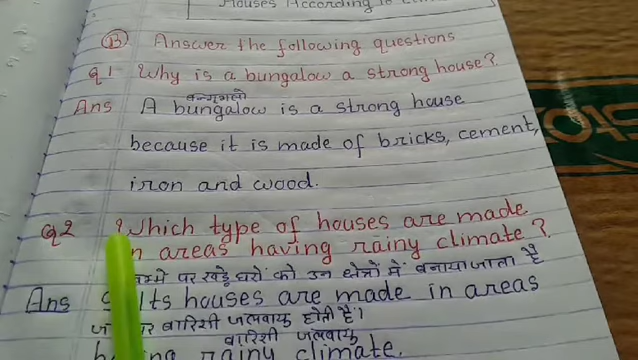 Houses According to
B Answer the following questions
Q1 Why is a bungalow a strong house?
बन्गलो
Ans A bungalow is a strong house
because it is made of bricks, cement,
iron and wood.
Q2 Which type of houses are made
in areas having rainy climate?
पर खड़े घरो को उन क्षेत्रों में बनाया जाता है
Ans houses are made in areas
बारिशी जलवायु होती है।
बारिशी जलवायु
rainy climate.